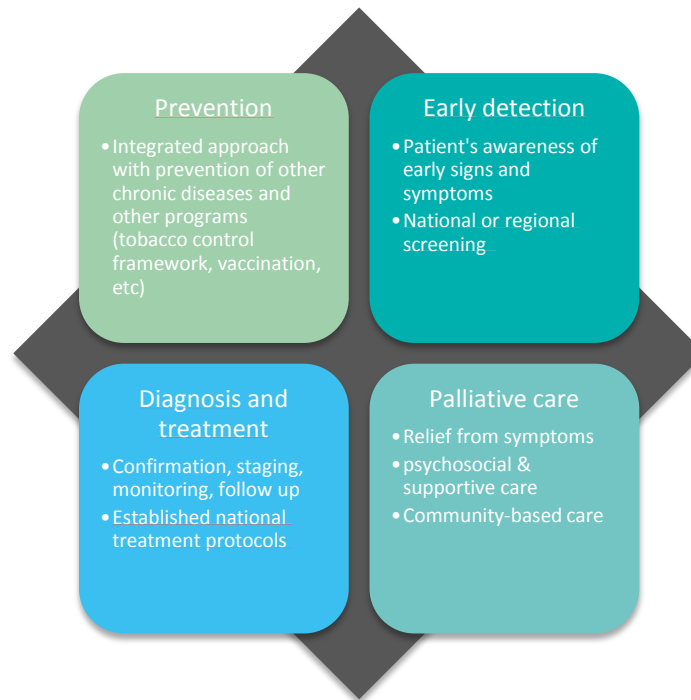 Prevention
•Integrated approach
with prevention of other
chronic diseases and
other programs
(tobacco control
framework, vaccination,
etc)
Early detection
•Patient's awareness of
early signs and
symptoms
•National or regional
screening
Diagnosis and
treatment
•Confirmation, staging,
monitoring, follow up
•Established national
treatment protocols
Palliative care
•Relief from symptoms
•psychosocial &
supportive care
•Community-based care